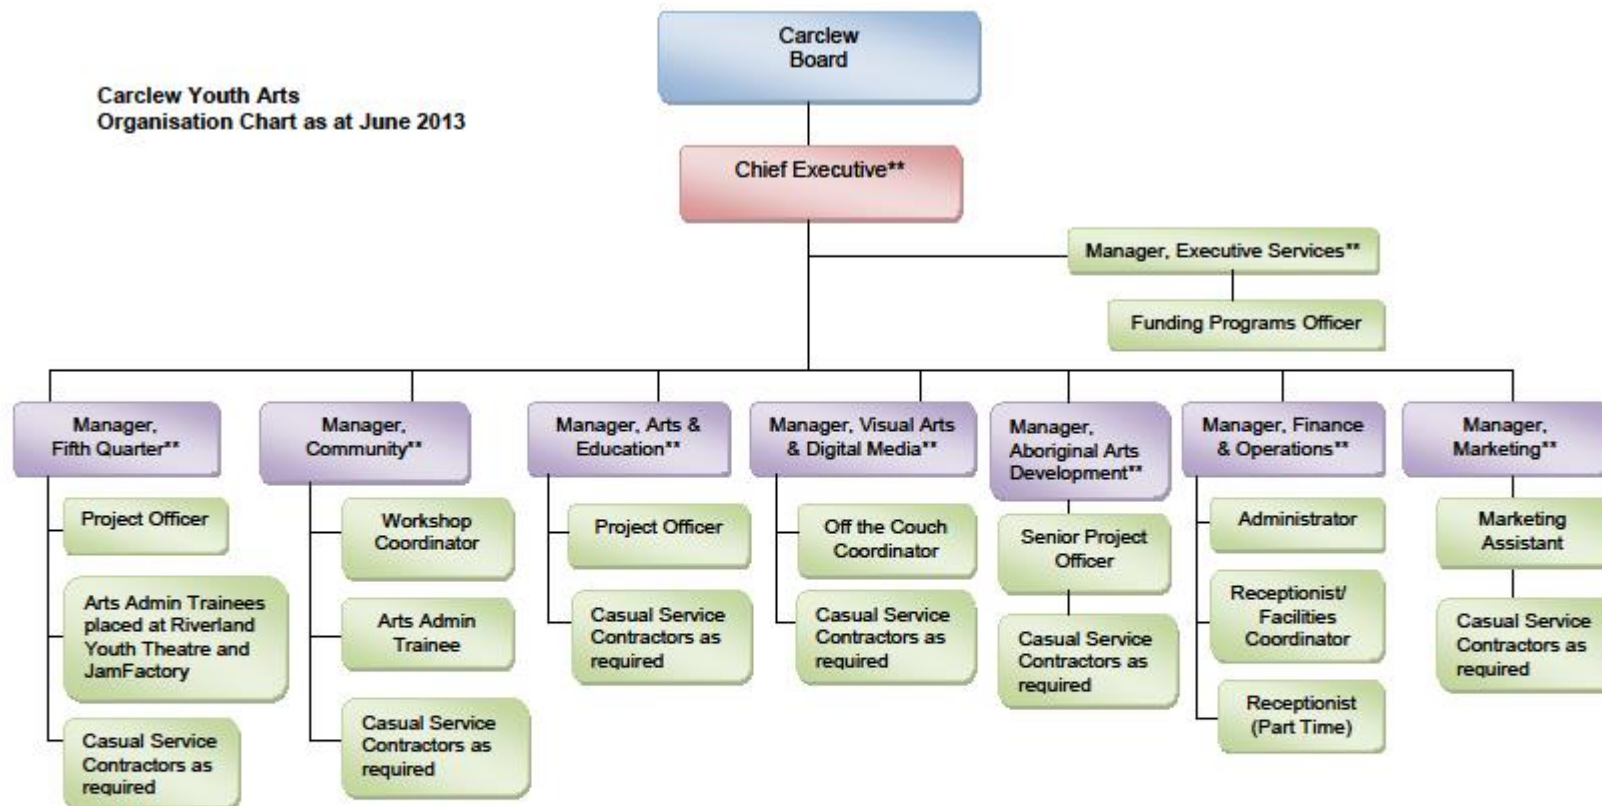 Carclew
Board
Carclew Youth Arts
Organisation Chart as at June 2013
Chief Executive**
Manager, Executive Services**
Funding Programs Officer
Manager,
Fifth Quarter**
Project Officer
Arts Admin Trainees
placed at Riverland
Youth Theatre and
JamFactory
Casual Service
Contractors as
required
Manager,
Community**
Workshop
Coordinator
Arts Admin
Trainee
Casual Service
Contractors as
required
Manager, Arts &
Education**
Project Officer
Casual Service
Contractors as
required
Manager, Visual Arts
& Digital Media**
Off the Couch
Coordinator
Casual Service
Contractors as
required
Manager,
Aboriginal Arts
Development**
Senior Project
Officer
Casual Service
Contractors as
required
Manager, Finance
& Operations**
Administrator
Receptionist/
Facilities
Coordinator
Receptionist
(Part Time)
Manager,
Marketing**
Marketing
Assistant
Casual Service
Contractors as
required